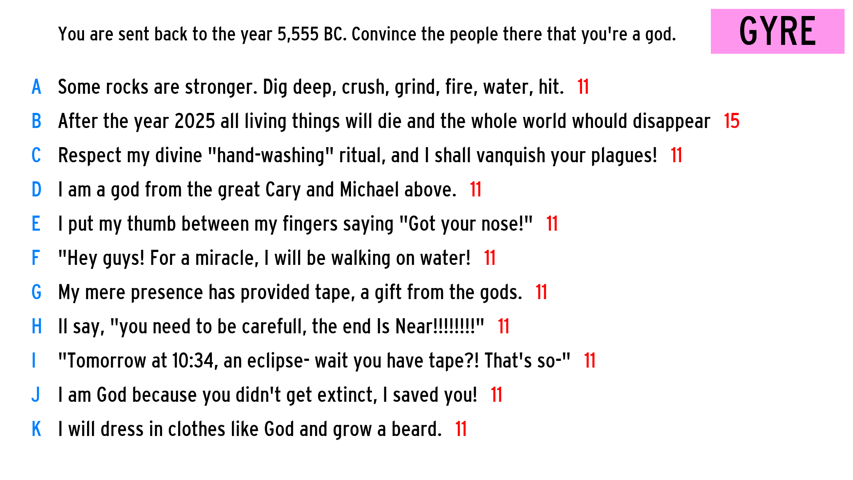 You are sent back to the year 5,555 BC. Convince the people there that you're a god.
GYRE
A Some rocks are stronger. Dig deep, crush, grind, fire, water, hit. 11
B After the year 2025 all living things will die and the whole world whould disappear 15
C Respect my divine "hand-washing" ritual, and I shall vanquish your plagues! 11
D I am a god from the great Cary and Michael above. 11
E I put my thumb between my fingers saying "Got your nose!" 11
F "Hey guys! For a miracle, I will be walking on water! 11
G My mere presence has provided tape, a gift from the gods. 11
H Il say, "you need to be carefull, the end Is Near!!!!!!!!" 11
I "Tomorrow at 10:34, an eclipse- wait you have tape?! That's so-" 11
J I am God because you didn't get extinct, I saved you! 11
K I will dress in clothes like God and grow a beard. 11